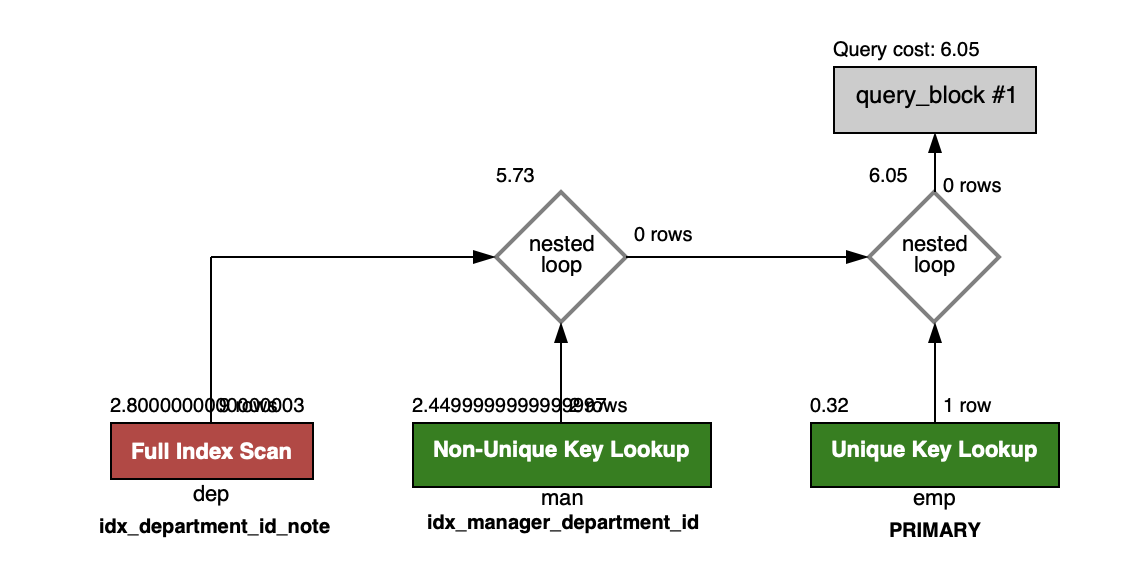 Query cost: 6.05
query_block #1
5.73
6.05
0 rows
nested
loop
0 rows
nested
loop
2.8000000000000003
9 rows
2.4499999999999997
2 rows
0.32
1 row
Full Index Scan
Non-Unique Key Lookup
Unique Key Lookup
dep
man
emp
idx_department_id_note
idx_manager_department_id
PRIMARY